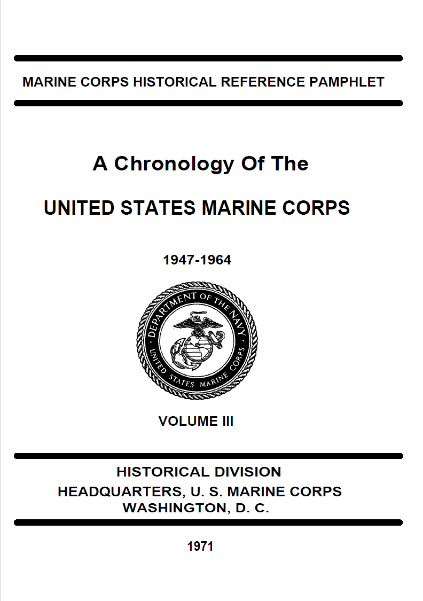 MARINE CORPS HISTORICAL REFERENCE PAMPHLET
A Chronology Of The
UNITED STATES MARINE CORPS
1947-1964
DEPARTMENT OF THE NAVY
UNITED STATES MARINE CORPS
VOLUME III
HISTORICAL DIVISION
HEADQUARTERS, U. S. MARINE CORPS
WASHINGTON, D. C.
1971